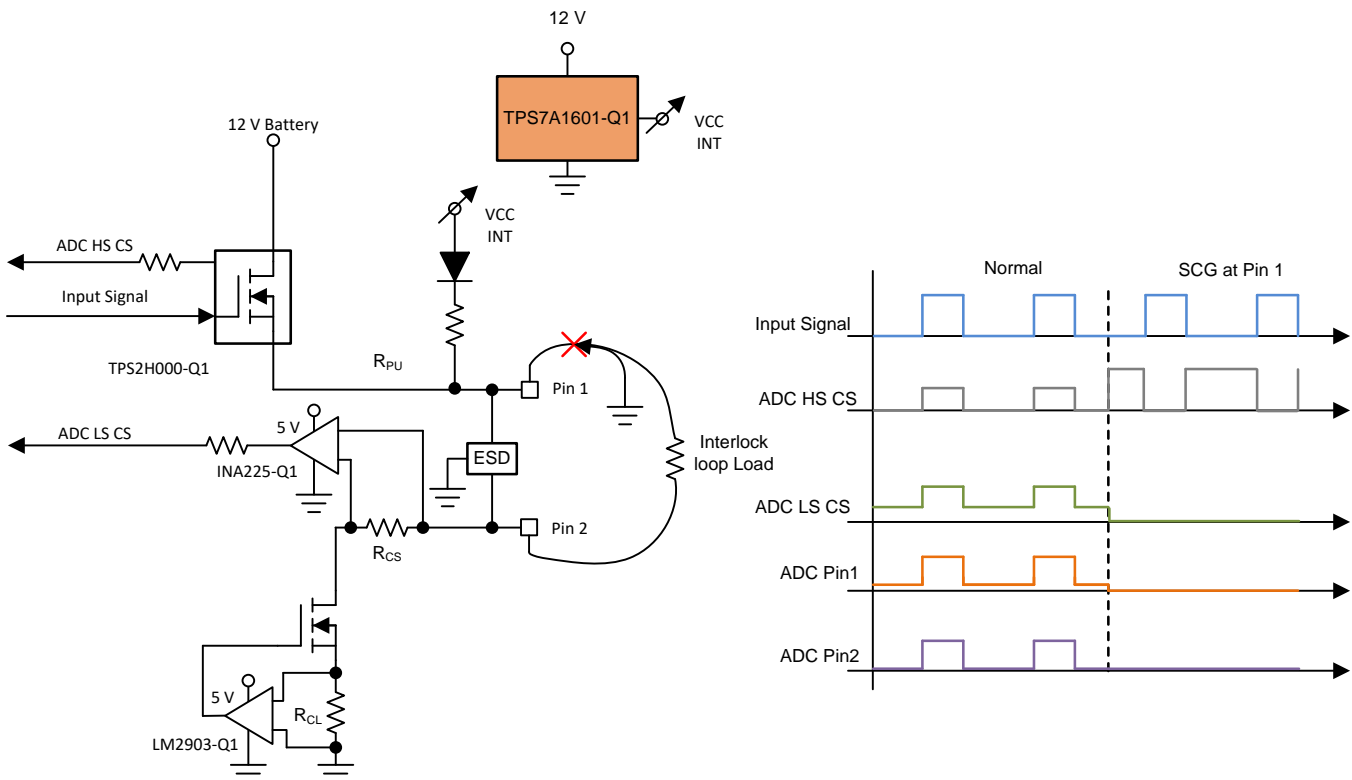 12 V
TPS7A1601-Q1
VCC
INT
12 V Battery
VCC
INT
ADC HS CS
Input Signal
TPS2H000-Q1
RPU
Pin 1
5 V
ADC LS CS
INA225-Q1
ESD
Interlock
loop Load
RCS
Pin 2
5 V
RCL
LM2903-Q1
Normal
SCG at Pin 1
Input Signal
ADC HS CS
ADC LS CS
ADC Pin1
ADC Pin2